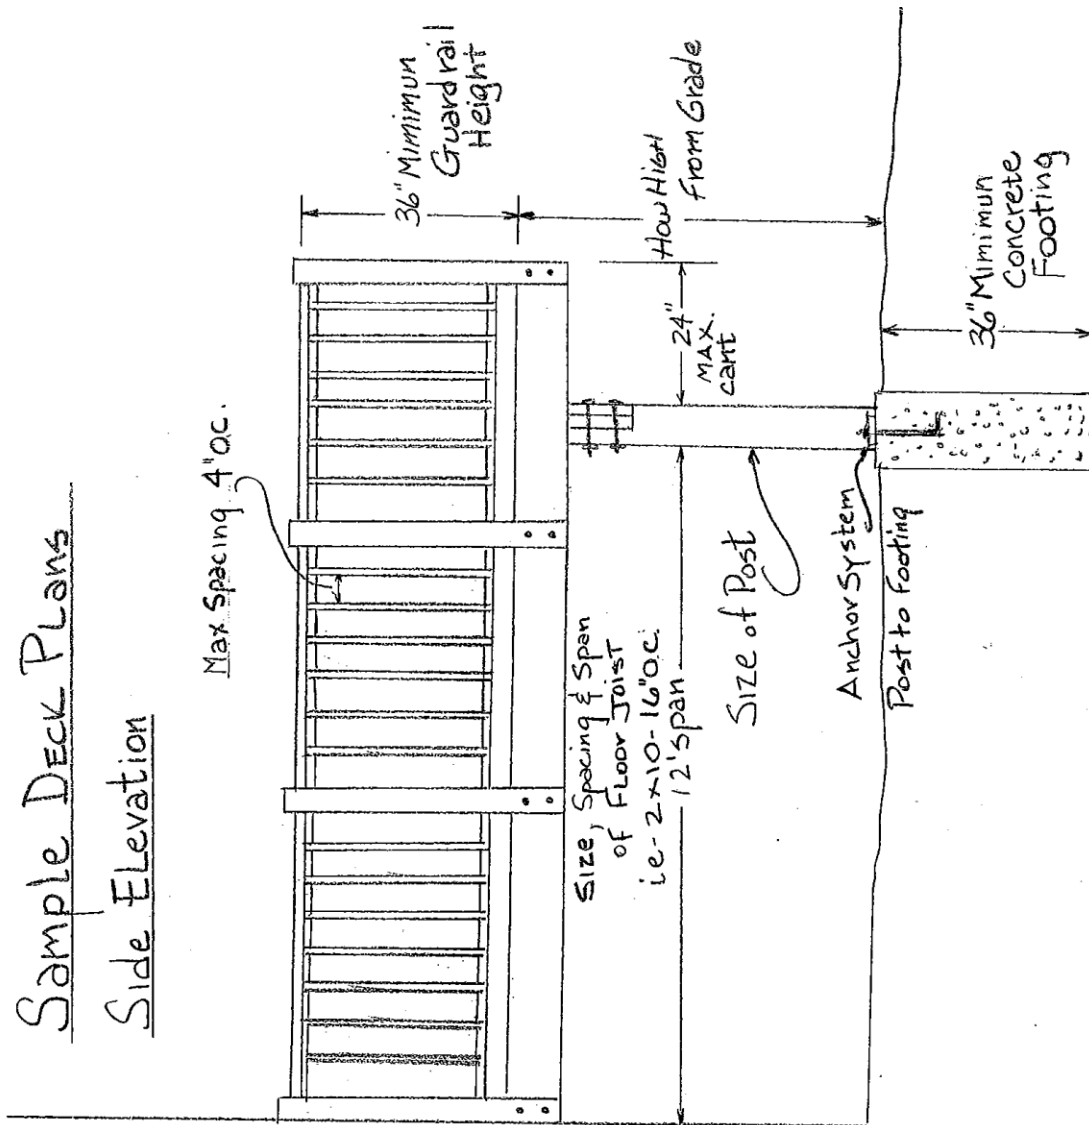 Sample Deck Plans
Side Elevation
Max Spacing 4"O.C.
36" Mimimun
Guardrail
Height
How High
From Grade
24"
MAX.
cant
Size, Spacing & Span
of Floor Joist
i.e - 2x10 - 16"O.C.
12' span
Size of Post
Anchor System
Post to Footing
36" Mimimun
Concrete
Footing